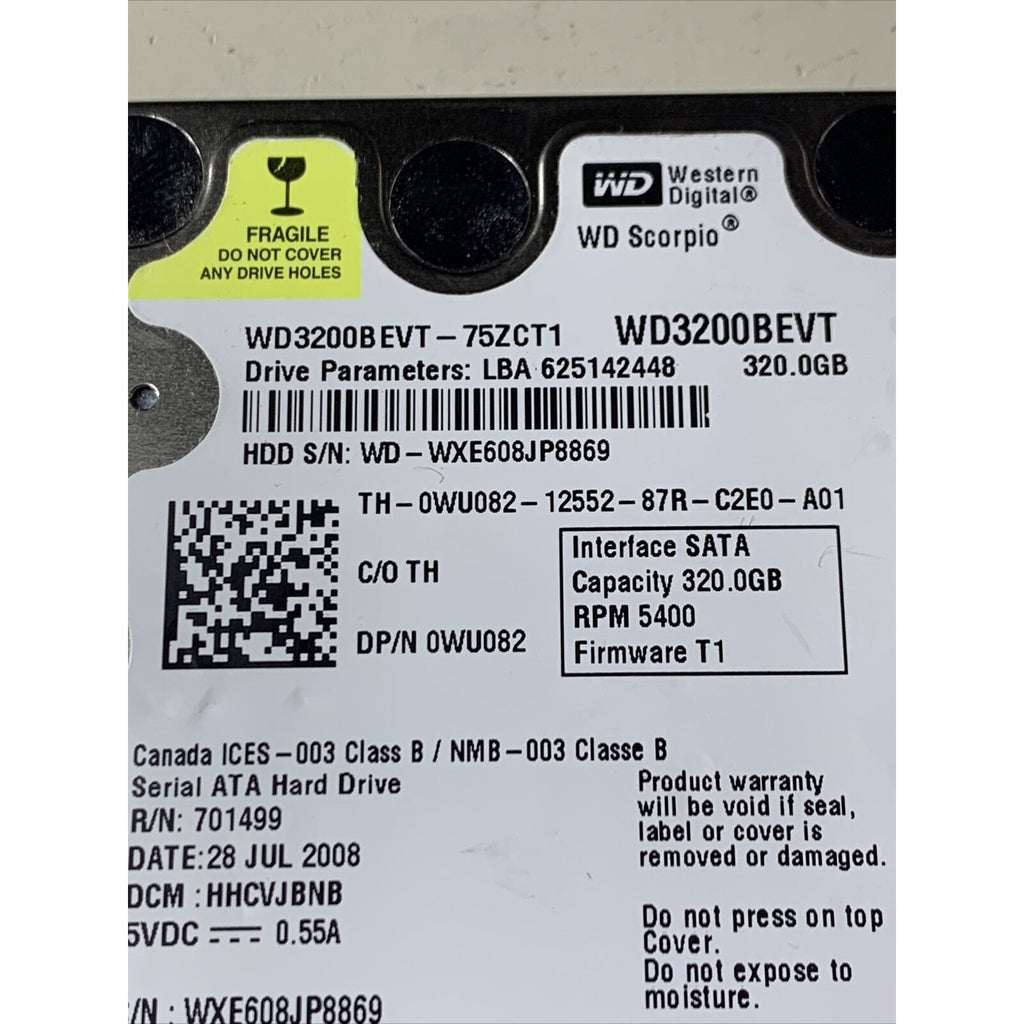 WD Western
Digital®
WD Scorpio®
FRAGILE
DO NOT COVER
ANY DRIVE HOLES
WD3200BEVT-75ZCT1 WD3200BEVT
Drive Parameters: LBA 625142448 320.0GB
HDD S/N: WD-WXE608JP8869
TH-0WU082-12552-87R-C2E0-A01
C/O TH
DP/N 0WU082
Interface SATA
Capacity 320.0GB
RPM 5400
Firmware T1
Canada ICES-003 Class B / NMB-003 Classe B
Serial ATA Hard Drive
R/N: 701499
DATE:28 JUL 2008
DCM :HHCVJBNB
5VDC 0.55A
/N : WXE608JP8869
Product warranty
will be void if seal,
label or cover is
removed or damaged.
Do not press on top
Cover.
Do not expose to
moisture.